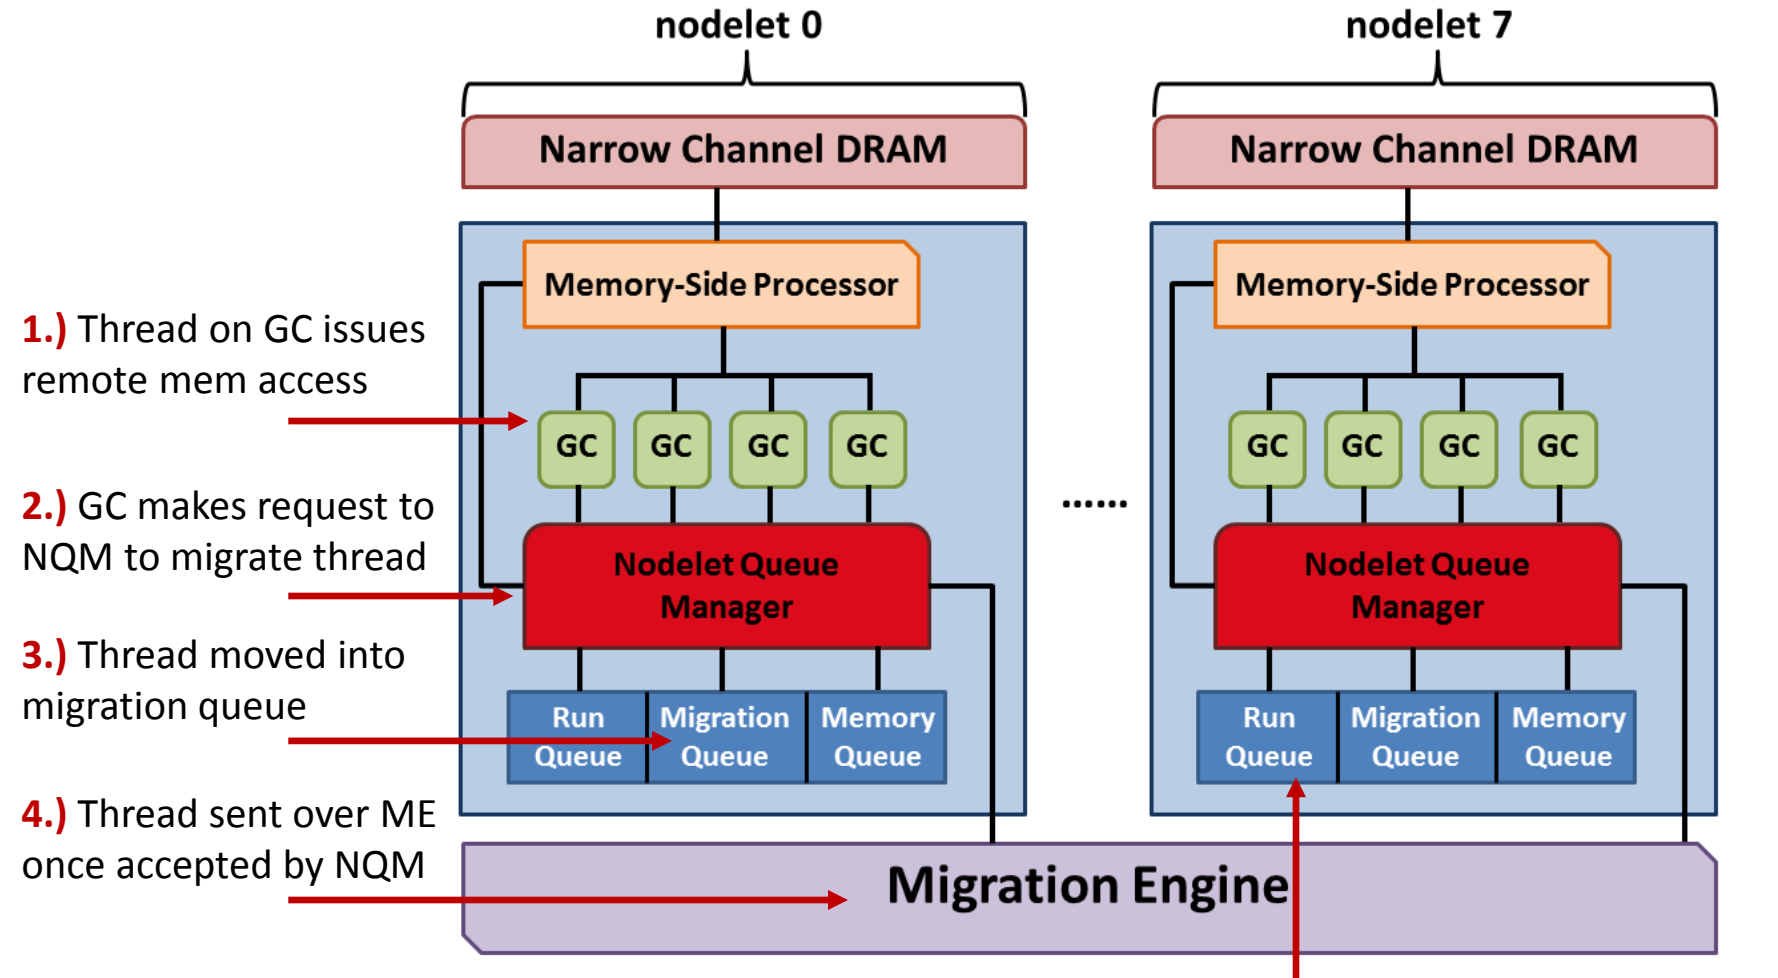 nodelet 0
nodelet 7
Narrow Channel DRAM
Narrow Channel DRAM
Memory-Side Processor
Memory-Side Processor
1.) Thread on GC issues
remote mem access
GC GC GC GC
GC GC GC GC
2.) GC makes request to
NQM to migrate thread
......
Nodelet Queue
Manager
Nodelet Queue
Manager
3.) Thread moved into
migration queue
Run
Queue
Migration
Queue
Memory
Queue
Run
Queue
Migration
Queue
Memory
Queue
4.) Thread sent over ME
once accepted by NQM
Migration Engine